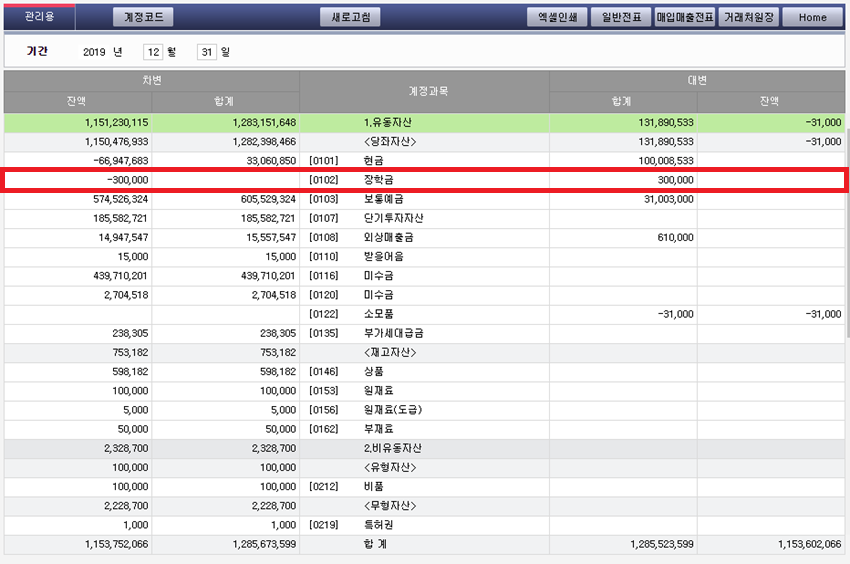 관리용 계정코드 새로고침 엑셀인쇄 일반전표 매입매출전표 거래처원장 Home
기간 2019 년 12 월 31 일
차변 계정과목 대변
잔액 합계 합계 잔액
1,151,230,115 1,283,151,648 1.유동자산 131,890,533 -31,000
1,150,476,933 1,282,398,466 <당좌자산> 131,890,533 -31,000
-66,947,683 33,060,850 [0101] 현금 100,008,533
-300,000 [0102] 장학금 300,000
574,526,324 605,529,324 [0103] 보통예금 31,003,000
185,582,721 185,582,721 [0107] 단기투자자산
14,947,547 15,557,547 [0108] 외상매출금 610,000
15,000 15,000 [0110] 받을어음
439,710,201 439,710,201 [0116] 미수금
2,704,518 2,704,518 [0120] 미수금
[0122] 소모품 -31,000 -31,000
238,305 238,305 [0135] 부가세대급금
753,182 753,182 <재고자산>
598,182 598,182 [0146] 상품
100,000 100,000 [0153] 원재료
5,000 5,000 [0156] 원재료(도급)
50,000 50,000 [0162] 부재료
2,328,700 2,328,700 2.비유동자산
100,000 100,000 <유형자산>
100,000 100,000 [0212] 비품
2,228,700 2,228,700 <무형자산>
1,000 1,000 [0219] 특허권
1,153,752,066 1,285,673,599 합 계 1,285,523,599 1,153,602,066